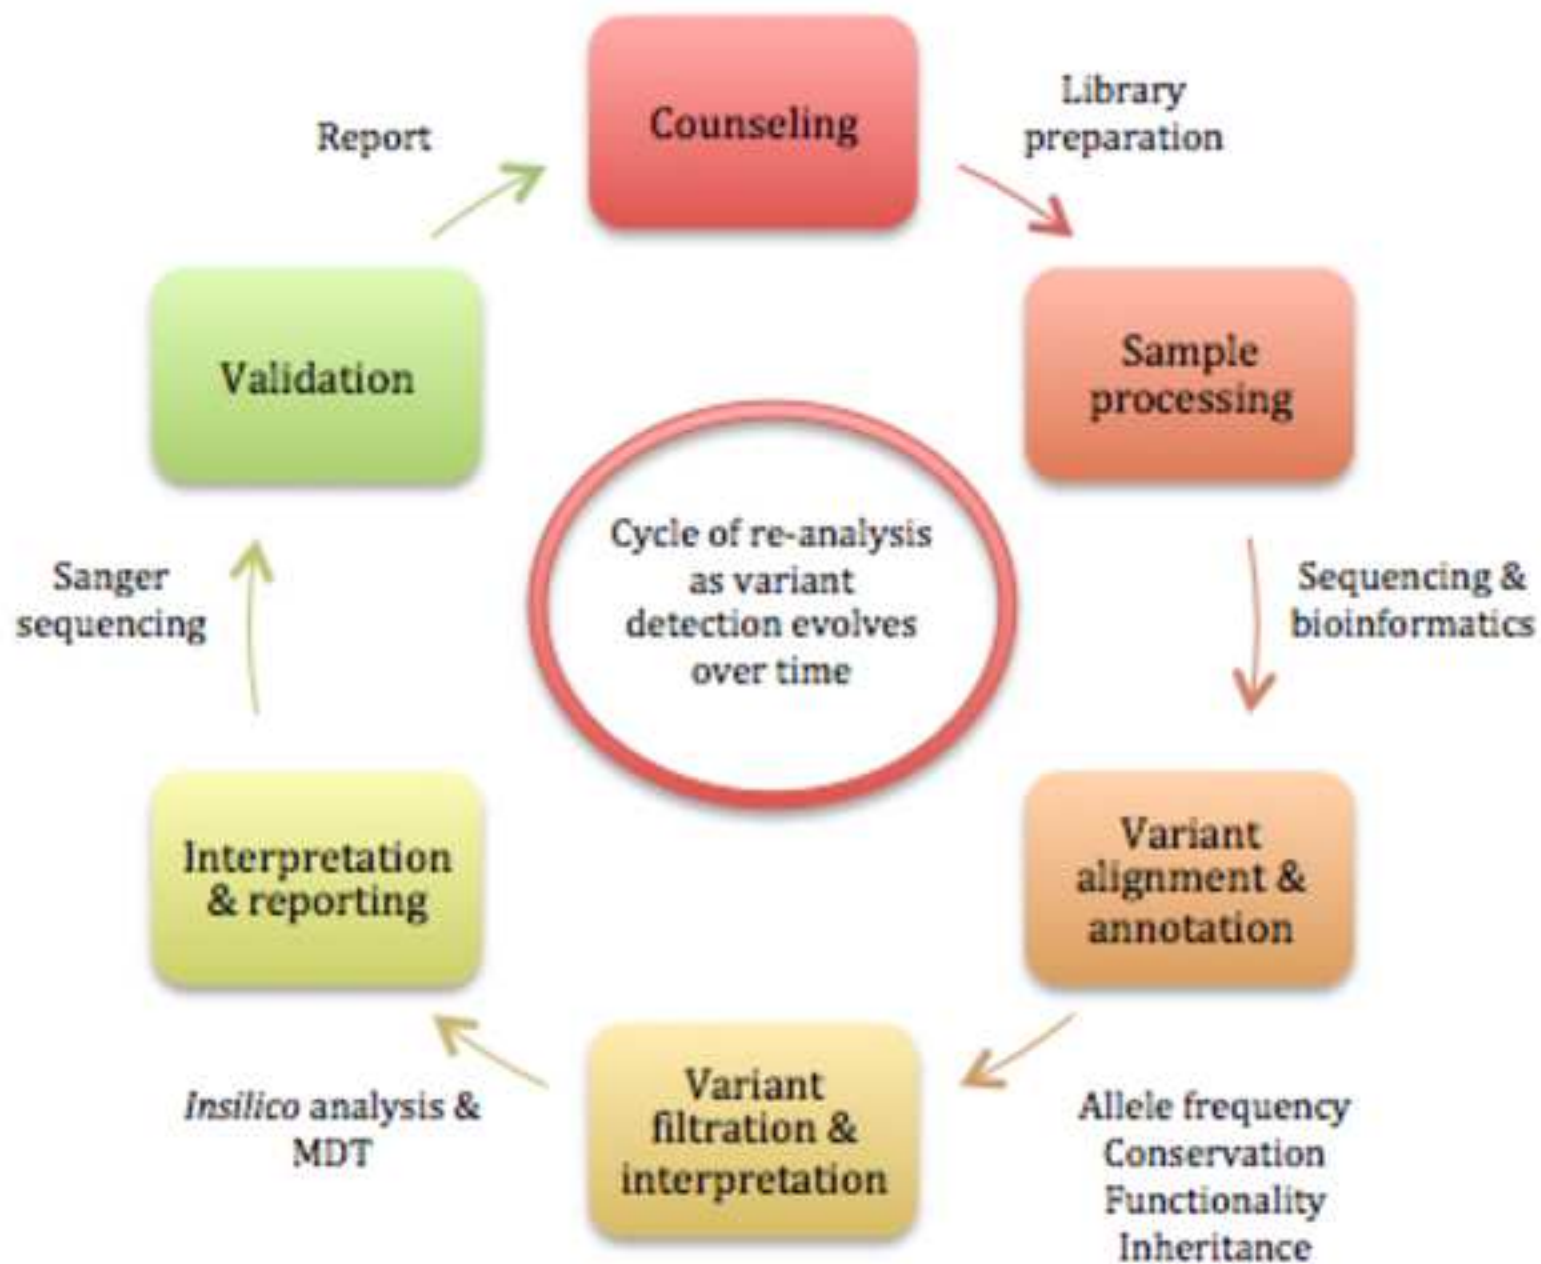 Counseling
Library
preparation
Sample
processing
Sequencing &
bioinformatics
Variant
alignment &
annotation
Allele frequency
Conservation
Functionality
Inheritance
Variant
filtration &
interpretation
Insilico analysis &
MDT
Interpretation
& reporting
Sanger
sequencing
Validation
Report
Cycle of re-analysis
as variant
detection evolves
over time